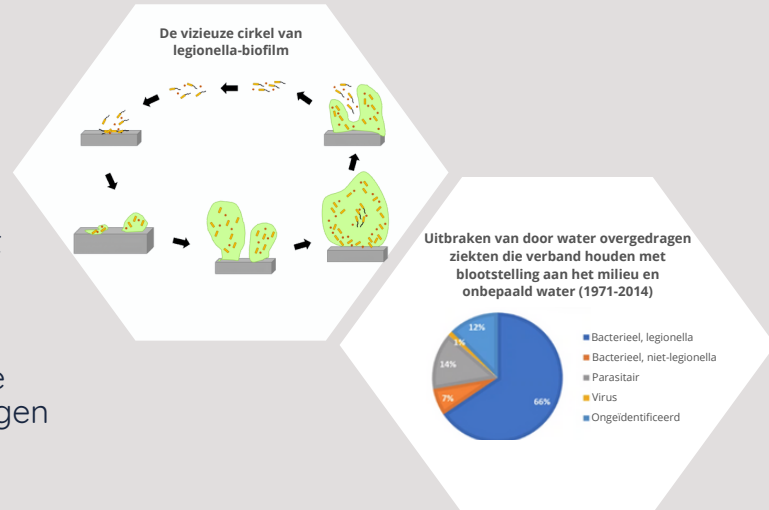 De vizieuze cirkel van
legionella-biofilm
e
gen
Uitbraken van door water overgedragen
ziekten die verband houden met
blootstelling aan het milieu en
onbepaald water (1971-2014)
12%
1%
14%
7%
66%
Bacterieel, legionella
Bacterieel, niet-legionella
Parasitair
Virus
Ongeïdentificeerd